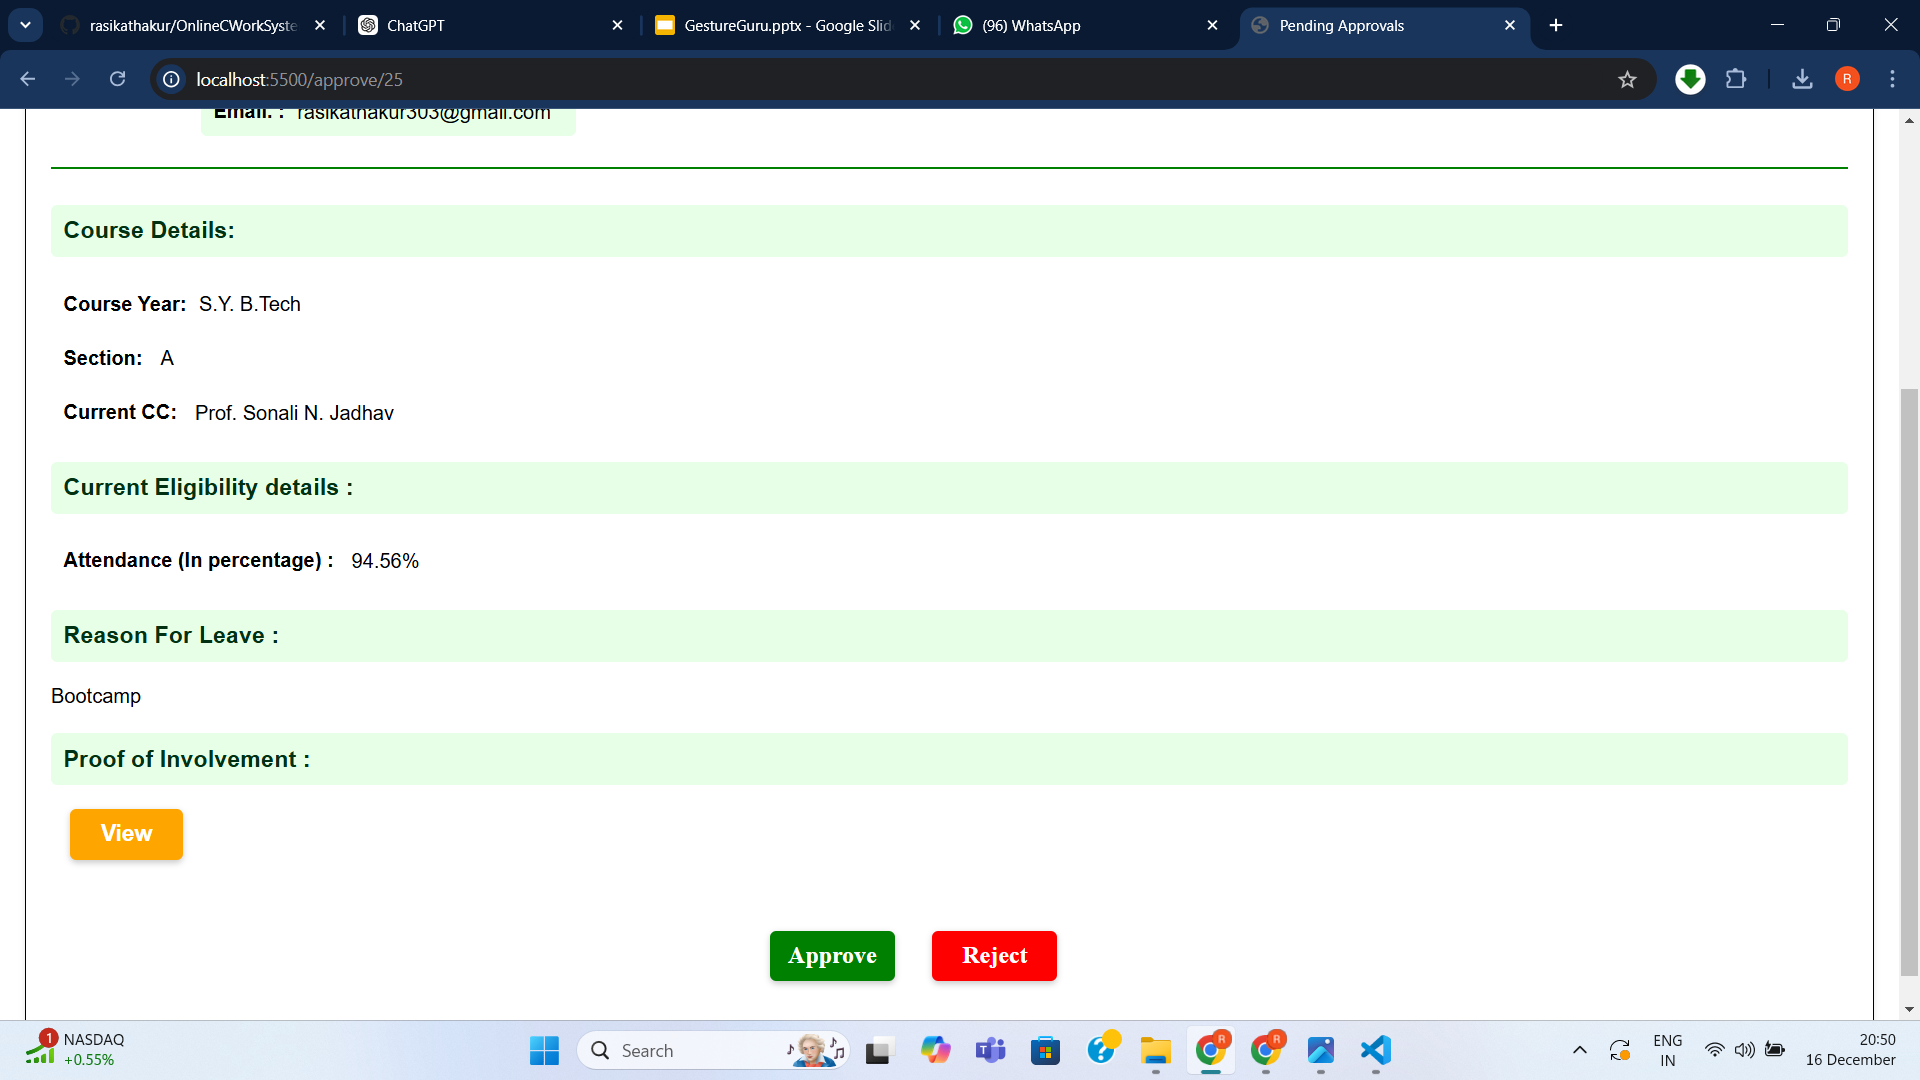 rasikathakur/OnlineCWorkSyste
ChatGPT
GestureGuru.pptx - Google Slid
(96) WhatsApp
Pending Approvals
localhost:5500/approve/25
R
Email. : rasikathakur303@gmail.com
Course Details:
Course Year: S.Y. B.Tech
Section: A
Current CC: Prof. Sonali N. Jadhav
Current Eligibility details :
Attendance (In percentage) : 94.56%
Reason For Leave :
Bootcamp
Proof of Involvement :
View
Approve
Reject
1
NASDAQ
+0.55%
Search
R
R
ENG
IN
20:50
16 December